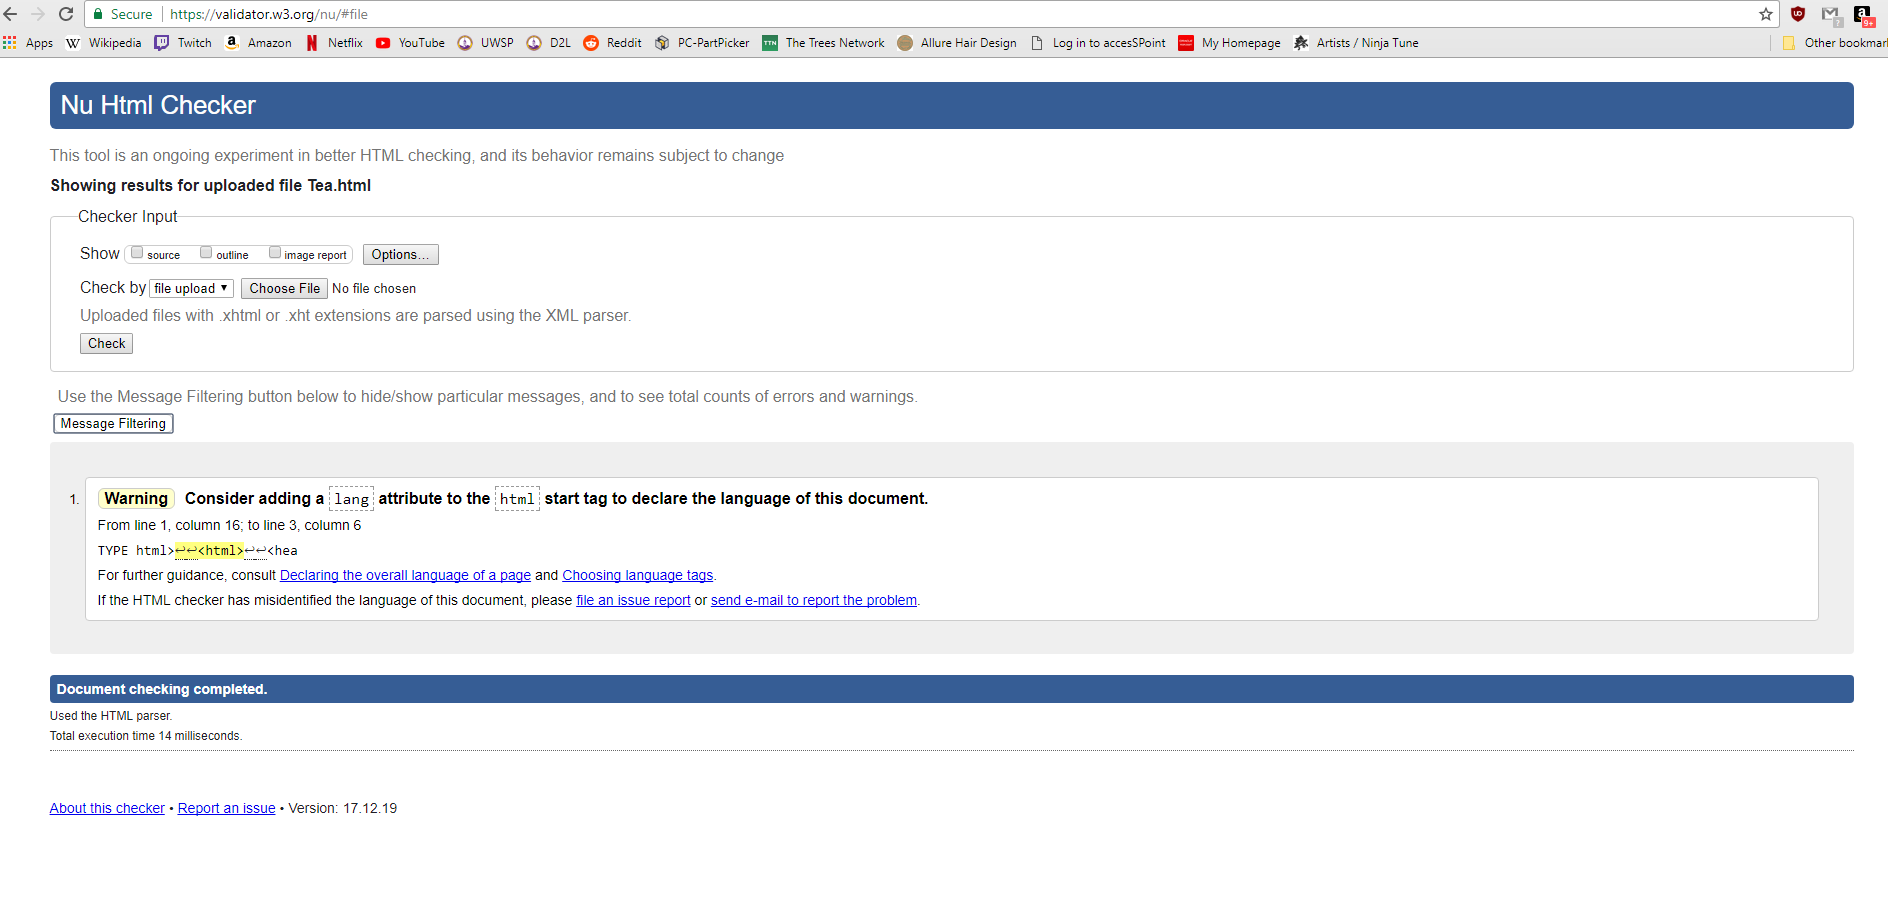 Secure https://validator.w3.org/nu/#file
Apps Wikipedia Twitch Amazon Netflix YouTube UWSP D2L Reddit PC-PartPicker The Trees Network Allure Hair Design Log in to accesSPoint My Homepage Artists / Ninja Tune Other bookmar
Nu Html Checker
This tool is an ongoing experiment in better HTML checking, and its behavior remains subject to change
Showing results for uploaded file Tea.html
Checker Input
Show source outline image report Options...
Check by file upload Choose File No file chosen
Uploaded files with .xhtml or .xht extensions are parsed using the XML parser.
Check
Use the Message Filtering button below to hide/show particular messages, and to see total counts of errors and warnings.
Message Filtering
1. Warning Consider adding a lang attribute to the html start tag to declare the language of this document.
From line 1, column 16; to line 3, column 6
TYPE html>↩↩<html>↩↩<hea
For further guidance, consult Declaring the overall language of a page and Choosing language tags.
If the HTML checker has misidentified the language of this document, please file an issue report or send e-mail to report the problem.
Document checking completed.
Used the HTML parser.
Total execution time 14 milliseconds.
About this checker • Report an issue • Version: 17.12.19